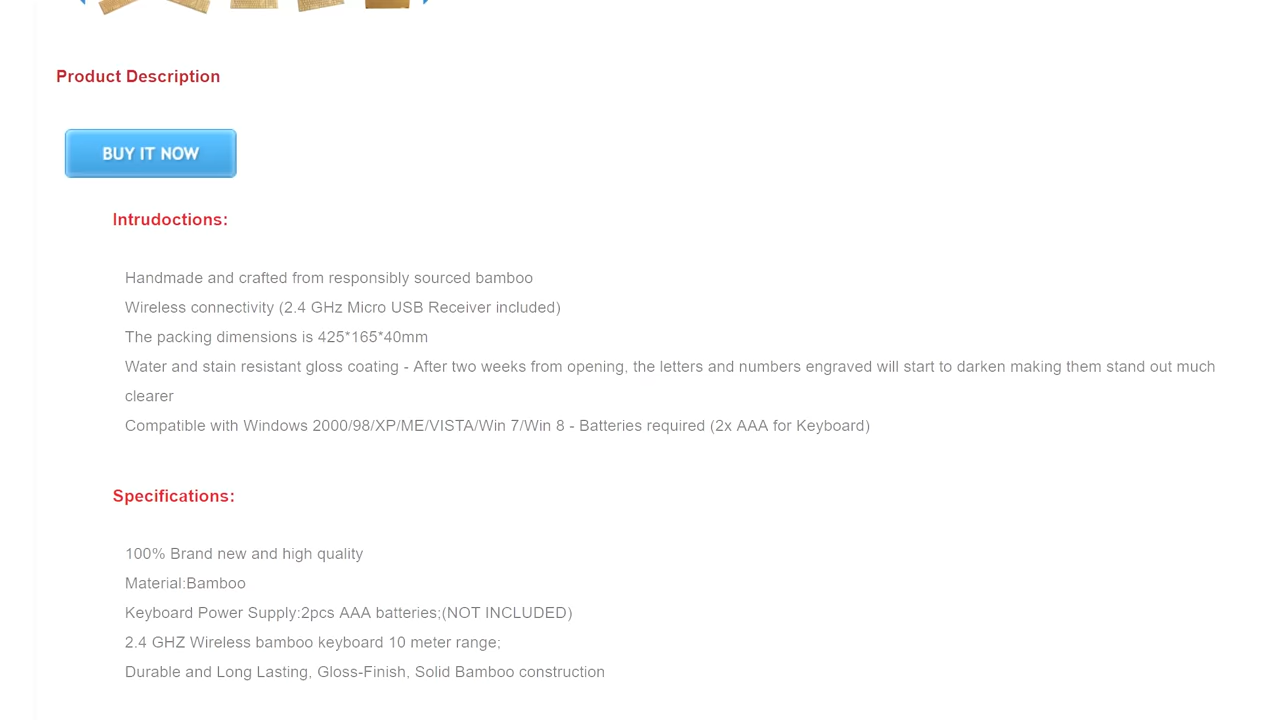 Product Description
BUY IT NOW
Intrudoctions:
Handmade and crafted from responsibly sourced bamboo
Wireless connectivity (2.4 GHz Micro USB Receiver included)
The packing dimensions is 425*165*40mm
Water and stain resistant gloss coating - After two weeks from opening, the letters and numbers engraved will start to darken making them stand out much
clearer
Compatible with Windows 2000/98/XP/ME/VISTA/Win 7/Win 8 - Batteries required (2x AAA for Keyboard)
Specifications:
100% Brand new and high quality
Material:Bamboo
Keyboard Power Supply:2pcs AAA batteries;(NOT INCLUDED)
2.4 GHZ Wireless bamboo keyboard 10 meter range;
Durable and Long Lasting, Gloss-Finish, Solid Bamboo construction